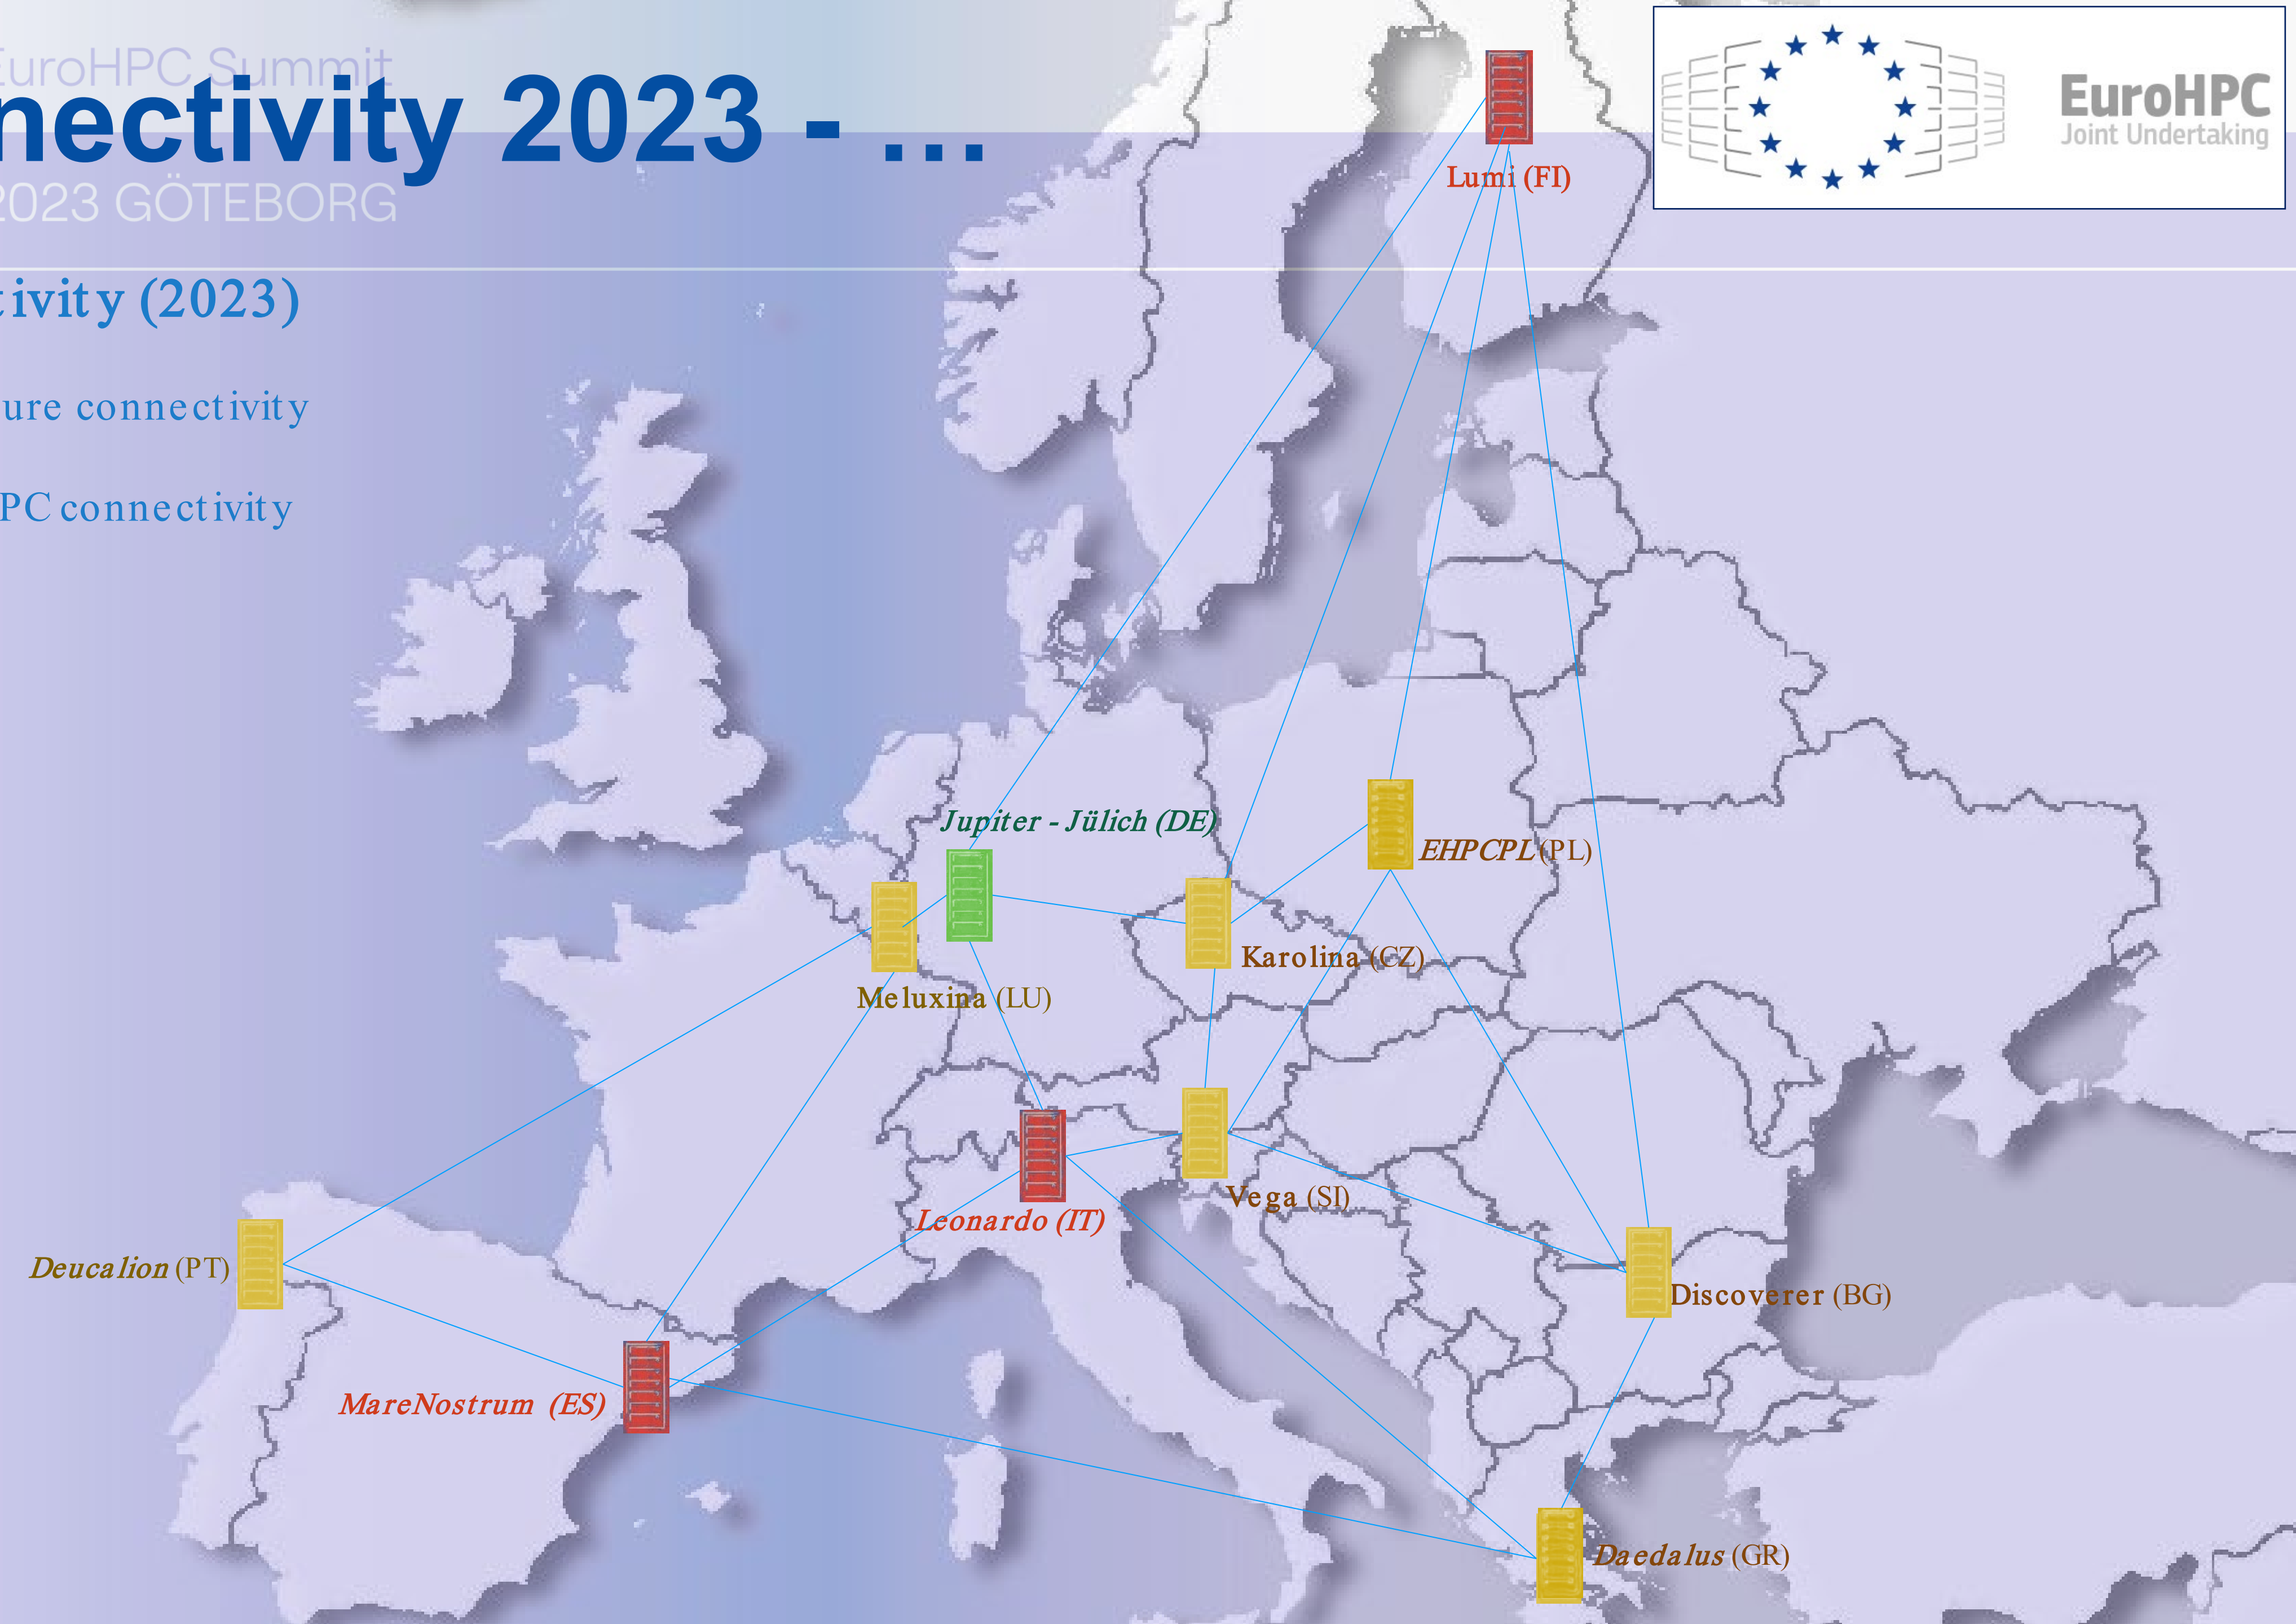 EuroHPC Summit
nectivity 2023 - ...
2023 GÖTEBORG
EuroHPC
Joint Undertaking
Lumi (FI)
tivity (2023)
ure connectivity
PC connectivity
Jupiter - Jülich (DE)
EHPCPL (PL)
Karolina (CZ)
Meluxina (LU)
Vega (SI)
Leonardo (IT)
Deucalion (PT)
Discoverer (BG)
MareNostrum (ES)
Daedalus (GR)